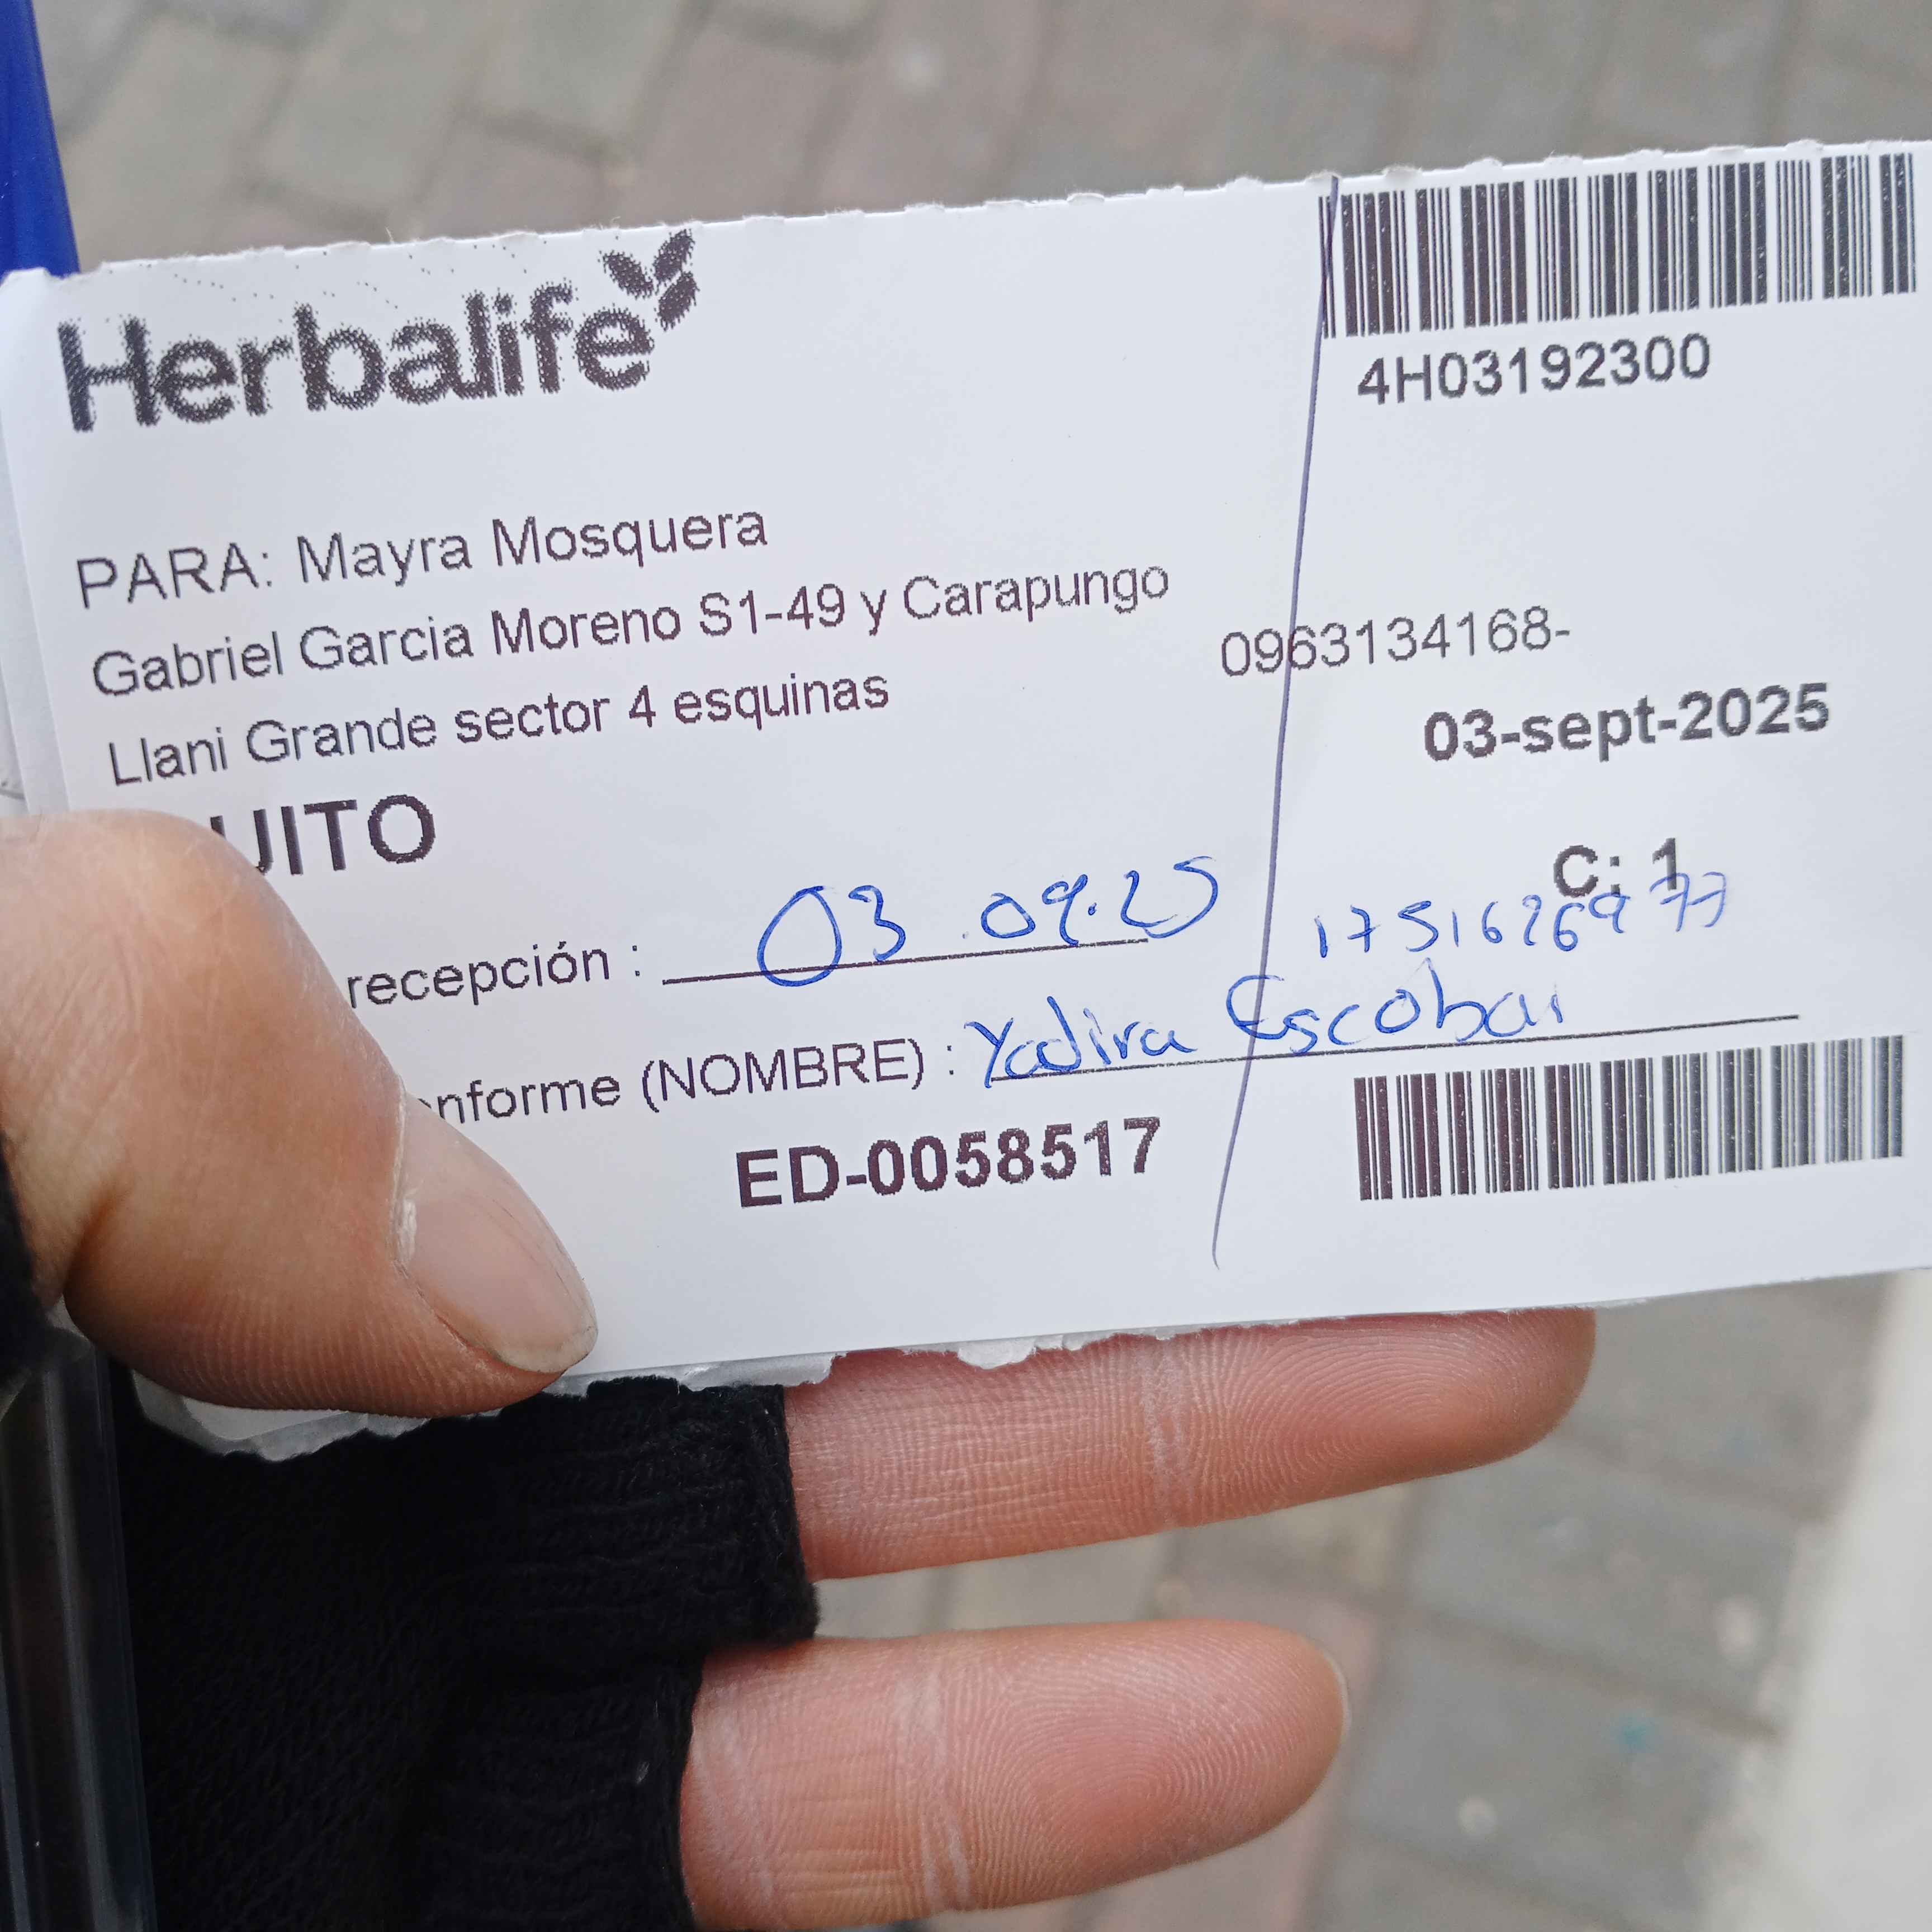 Herbalife
4H03192300
PARA: Mayra Mosquera
Gabriel Garcia Moreno S1-49 y Carapungo
0963134168-
Llani Grande sector 4 esquinas
03-sept-2025
UITO
C: 1
recepción : 03.09.25
1751626977
nforme (NOMBRE) : Yadira Escobar
ED-0058517